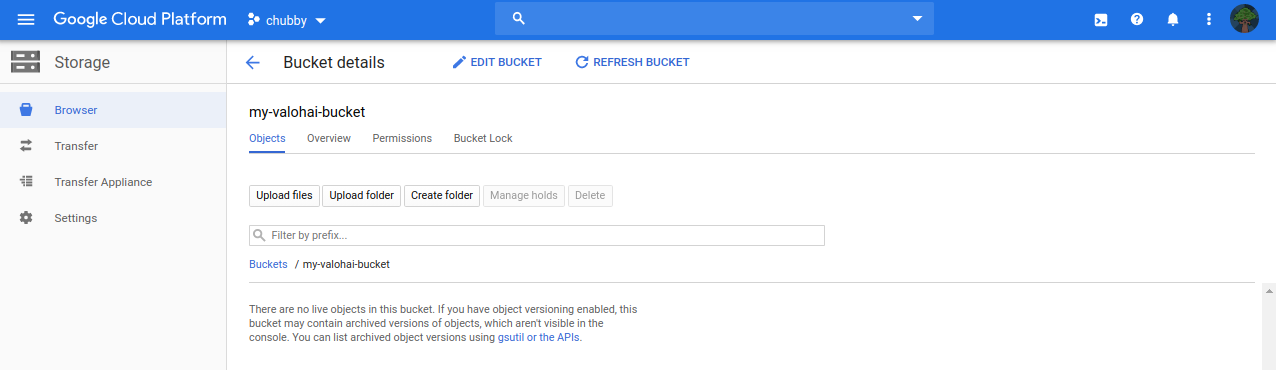 Google Cloud Platform chubby
Storage
Bucket details EDIT BUCKET REFRESH BUCKET
Browser
Transfer
Transfer Appliance
Settings
my-valohai-bucket
Objects Overview Permissions Bucket Lock
Upload files Upload folder Create folder Manage holds Delete
Filter by prefix...
Buckets / my-valohai-bucket
There are no live objects in this bucket. If you have object versioning enabled, this
bucket may contain archived versions of objects, which aren't visible in the
console. You can list archived object versions using gsutil or the APIs.